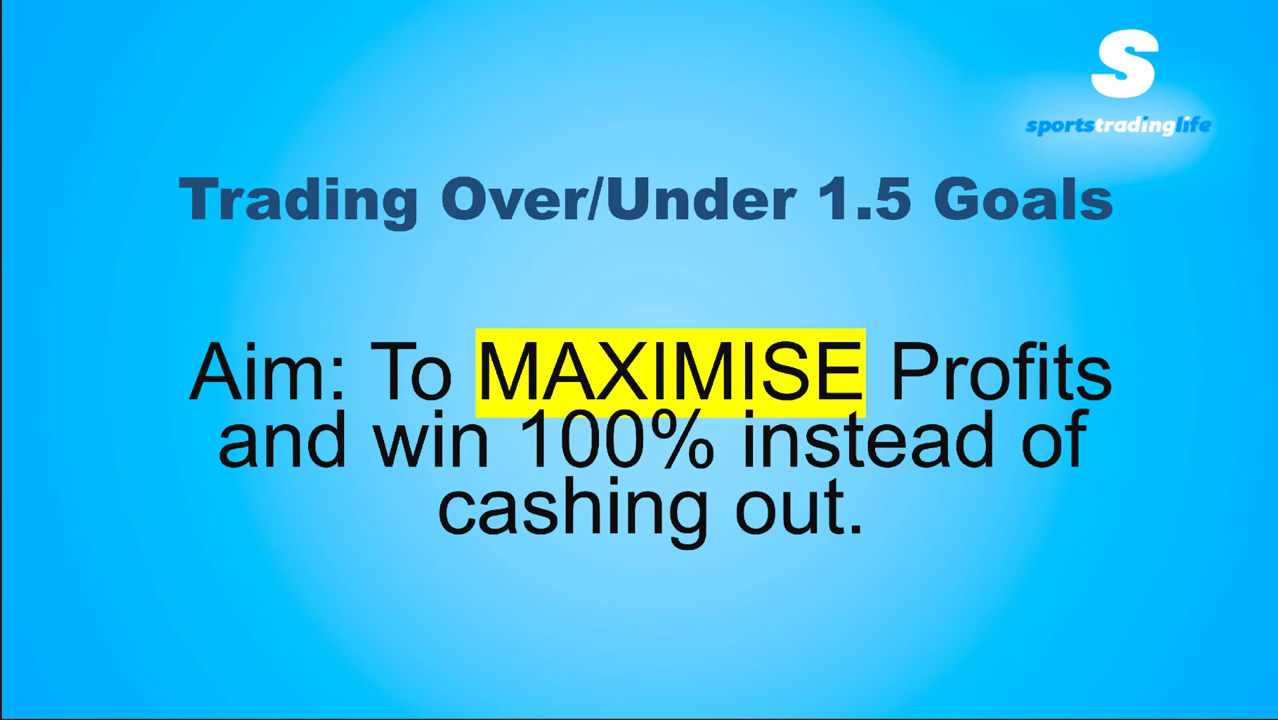 S
sportstradinglife
Trading Over/Under 1.5 Goals
Aim: To MAXIMISE Profits
and win 100% instead of
cashing out.